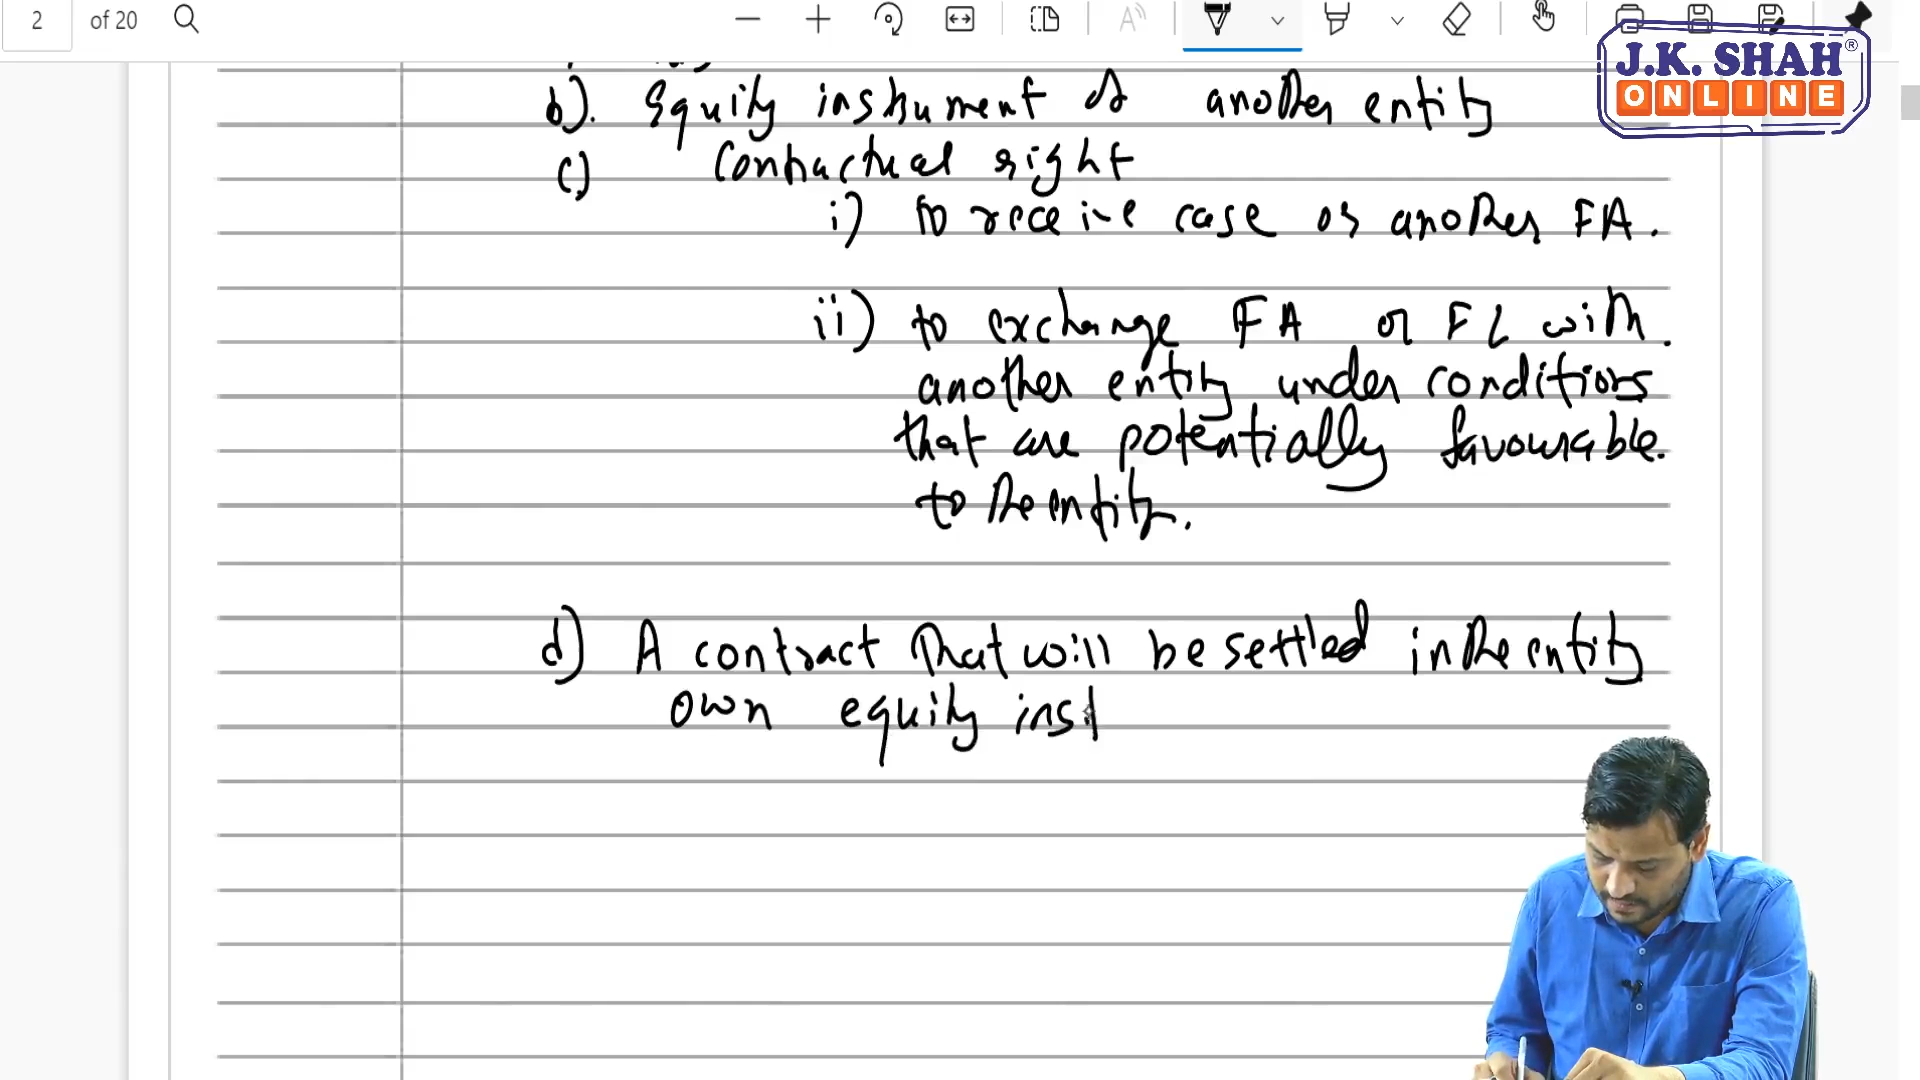 2 of 20
J.K. SHAH®
ONLINE
b). Equity instrument of another entity
c) Contractual right
i) to receive case or another FA.
ii) to exchange FA or FL with
another entity under conditions
that are potentially favourable.
to the entity.
d) A contract that will be settled in the entity
own equity inst